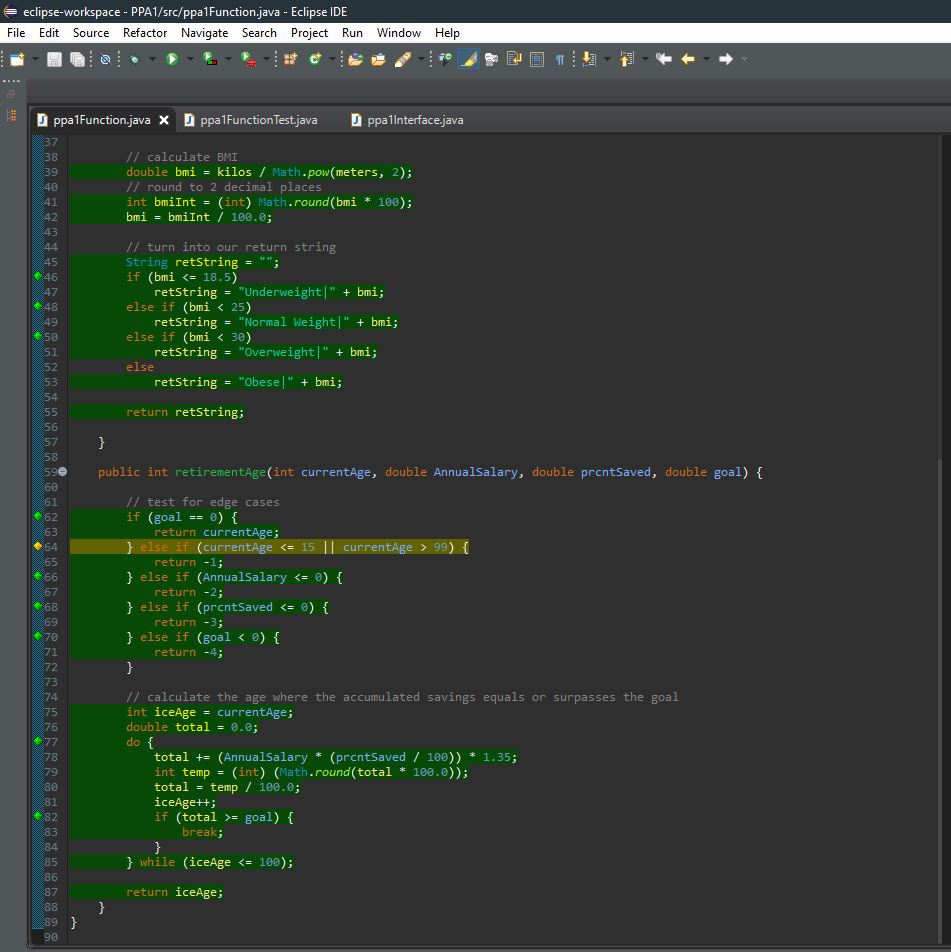 eclipse-workspace - PPA1/src/ppa1Function.java - Eclipse IDE
File Edit Source Refactor Navigate Search Project Run Window Help
ppa1Function.java ppa1FunctionTest.java ppa1Interface.java
37
38 // calculate BMI
39 double bmi = kilos / Math.pow(meters, 2);
40 // round to 2 decimal places
41 int bmiInt = (int) Math.round(bmi * 100);
42 bmi = bmiInt / 100.0;
43
44 // turn into our return string
45 String retString = "";
46 if (bmi <= 18.5)
47 retString = "Underweight|" + bmi;
48 else if (bmi < 25)
49 retString = "Normal Weight|" + bmi;
50 else if (bmi < 30)
51 retString = "Overweight|" + bmi;
52 else
53 retString = "Obese|" + bmi;
54
55 return retString;
56
57 }
58
59 public int retirementAge(int currentAge, double AnnualSalary, double prcntSaved, double goal) {
60
61 // test for edge cases
62 if (goal == 0) {
63 return currentAge;
64 } else if (currentAge <= 15 || currentAge > 99) {
65 return -1;
66 } else if (AnnualSalary <= 0) {
67 return -2;
68 } else if (prcntSaved <= 0) {
69 return -3;
70 } else if (goal < 0) {
71 return -4;
72 }
73
74 // calculate the age where the accumulated savings equals or surpasses the goal
75 int iceAge = currentAge;
76 double total = 0.0;
77 do {
78 total += (AnnualSalary * (prcntSaved / 100)) * 1.35;
79 int temp = (int) (Math.round(total * 100.0));
80 total = temp / 100.0;
81 iceAge++;
82 if (total >= goal) {
83 break;
84 }
85 } while (iceAge <= 100);
86
87 return iceAge;
88 }
89 }
90